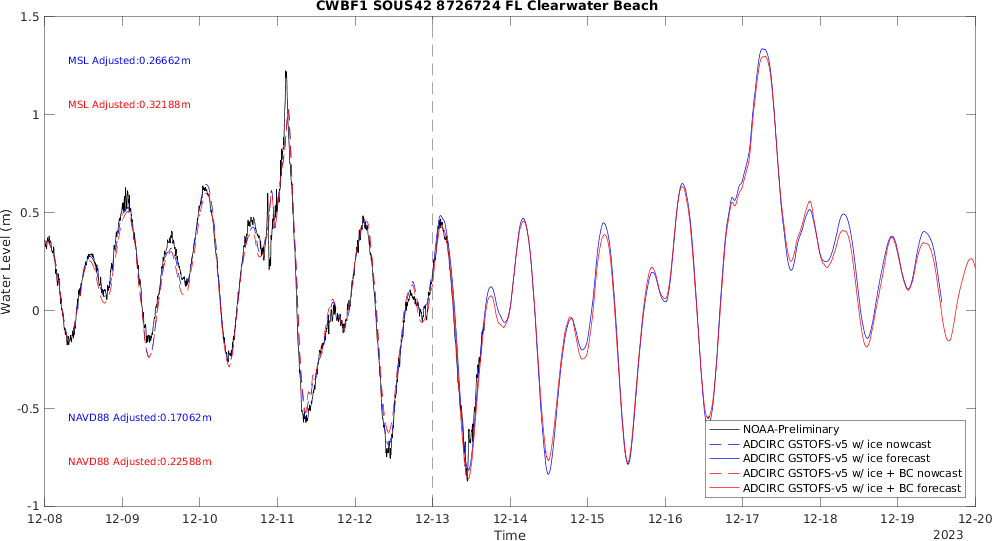 CWBF1 SOUS42 8726724 FL Clearwater Beach
1.5
1
0.5
0
-0.5
-1
Water Level (m)
MSL Adjusted:0.26662m
MSL Adjusted:0.32188m
NAVD88 Adjusted:0.17062m
NAVD88 Adjusted:0.22588m
NOAA-Preliminary
ADCIRC GSTOFS-v5 w/ ice nowcast
ADCIRC GSTOFS-v5 w/ ice forecast
ADCIRC GSTOFS-v5 w/ ice + BC nowcast
ADCIRC GSTOFS-v5 w/ ice + BC forecast
12-08 12-09 12-10 12-11 12-12 12-13 12-14 12-15 12-16 12-17 12-18 12-19 12-20
Time
2023